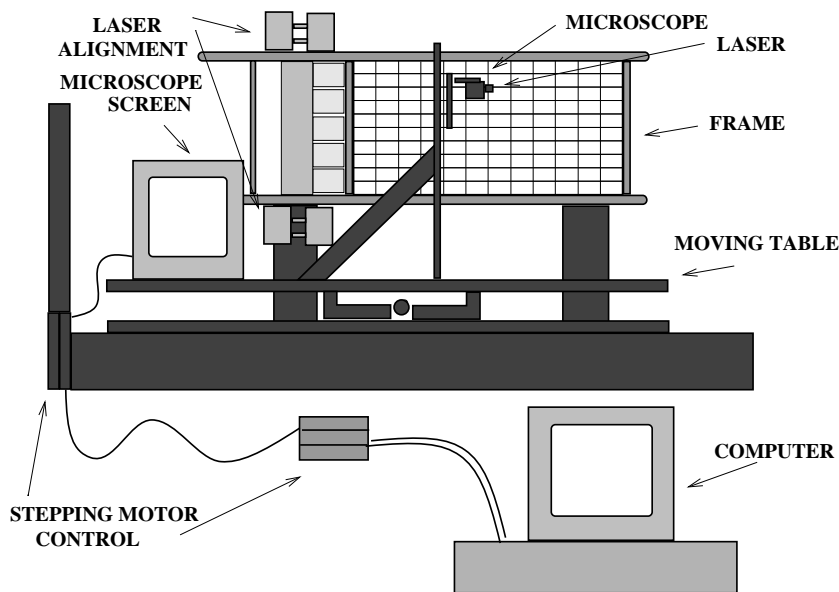 LASER
ALIGNMENT
MICROSCOPE
LASER
MICROSCOPE
SCREEN
FRAME
MOVING TABLE
COMPUTER
STEPPING MOTOR
CONTROL